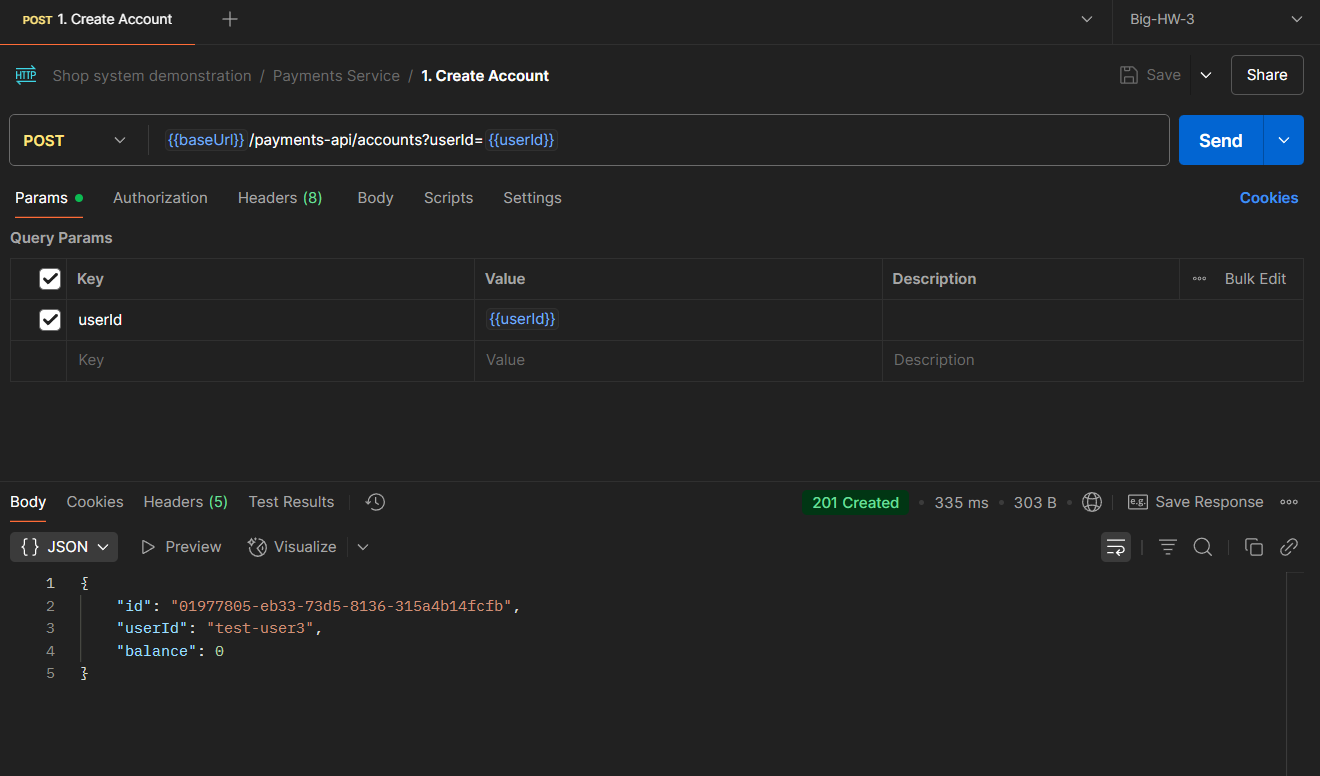 POST 1. Create Account
Big-HW-3
HTTP Shop system demonstration / Payments Service / 1. Create Account
Save
Share
POST
{{baseUrl}} /payments-api/accounts?userId= {{userId}}
Send
Params Authorization Headers (8) Body Scripts Settings
Cookies
Query Params
Key Value Description Bulk Edit
userId {{userId}}
Key Value Description
Body Cookies Headers (5) Test Results
201 Created 335 ms 303 B e.g. Save Response
{} JSON Preview Visualize
1 {
2 "id": "01977805-eb33-73d5-8136-315a4b14fcfb",
3 "userId": "test-user3",
4 "balance": 0
5 }